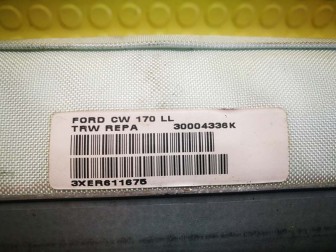 FORD CW 170 LL
TRW REPA 30004336K
3XER611675